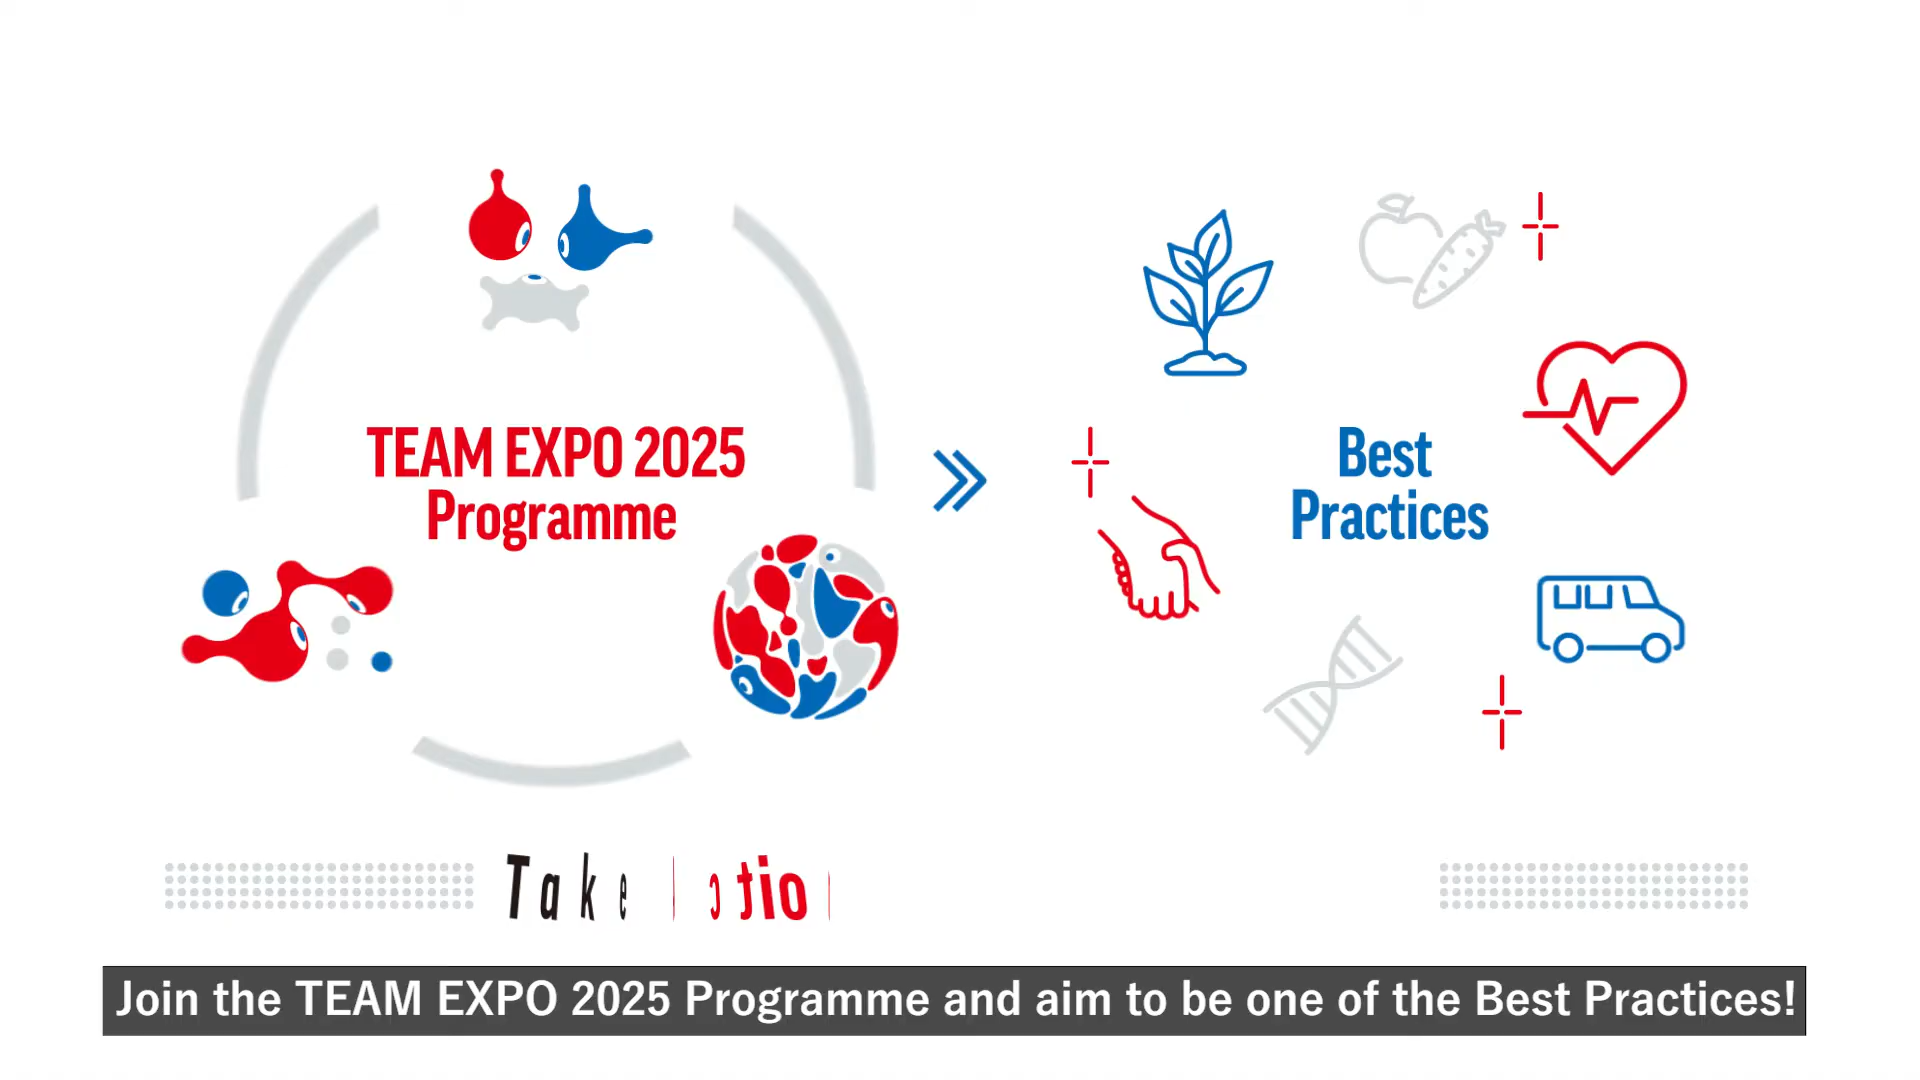 TEAM EXPO 2025
Programme
Best
Practices
Take
Join the TEAM EXPO 2025 Programme and aim to be one of the Best Practices!